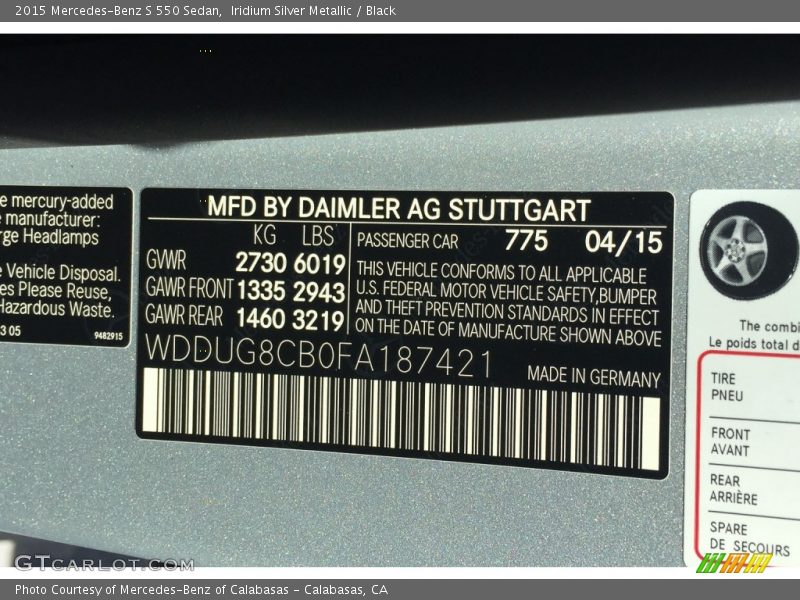 2015 Mercedes-Benz S 550 Sedan, Iridium Silver Metallic / Black
e mercury-added
e manufacturer:
rge Headlamps
e Vehicle Disposal.
es Please Reuse,
Hazardous Waste.
3 05
9482915
MFD BY DAIMLER AG STUTTGART
KG LBS
GVWR 2730 6019
GAWR FRONT 1335 2943
GAWR REAR 1460 3219
PASSENGER CAR 775 04/15
THIS VEHICLE CONFORMS TO ALL APPLICABLE
U.S. FEDERAL MOTOR VEHICLE SAFETY,BUMPER
AND THEFT PREVENTION STANDARDS IN EFFECT
ON THE DATE OF MANUFACTURE SHOWN ABOVE
WDDUG8CB0FA187421
MADE IN GERMANY
The combi
Le poids total d
TIRE
PNEU
FRONT
AVANT
REAR
ARRIÈRE
SPARE
DE SECOURS
GTCARLOT.COM
Photo Courtesy of Mercedes-Benz of Calabasas - Calabasas, CA